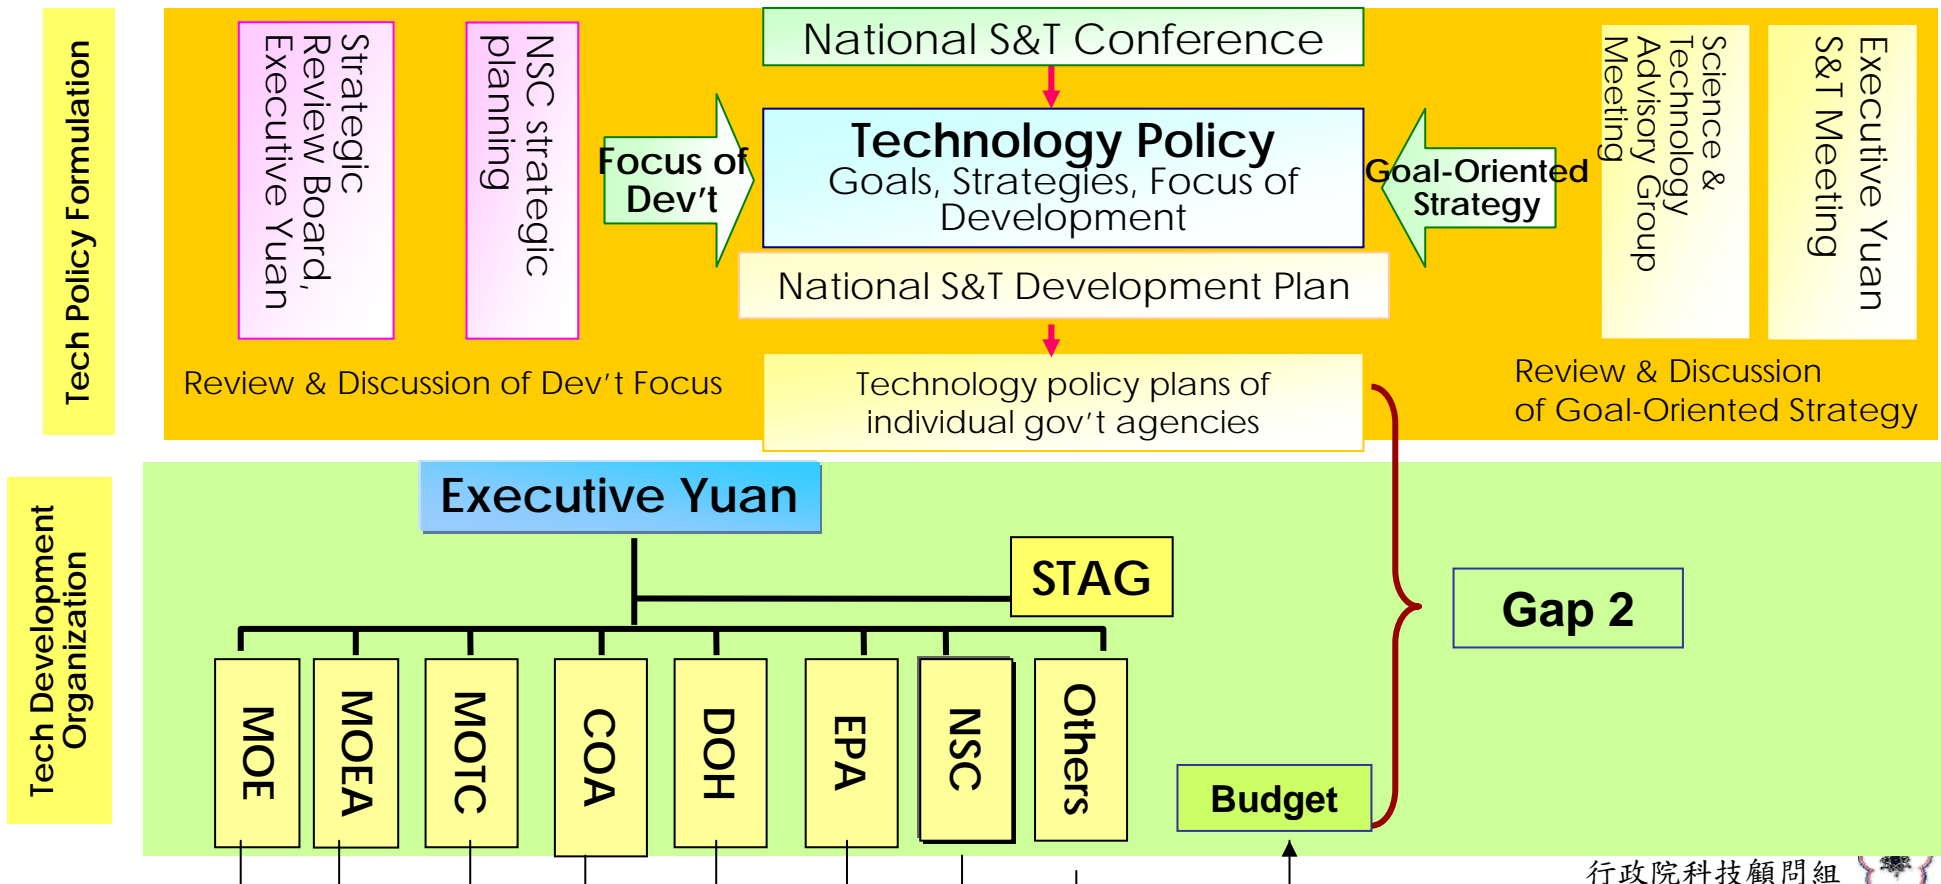 Tech Policy Formulation
Strategic
Review Board,
Executive Yuan
NSC strategic
planning
National S&T Conference
Focus of
Dev't
Technology Policy
Goals, Strategies, Focus of
Development
Goal-Oriented
Strategy
Science &
Technology
Advisory Group
Meeting
Executive Yuan
S&T Meeting
National S&T Development Plan
Review & Discussion of Dev't Focus
Technology policy plans of
individual gov't agencies
Review & Discussion
of Goal-Oriented Strategy
Tech Development
Organization
Executive Yuan
STAG
Gap 2
MOE
MOEA
MOTC
COA
DOH
EPA
NSC
Others
Budget
行政院科技顧問組